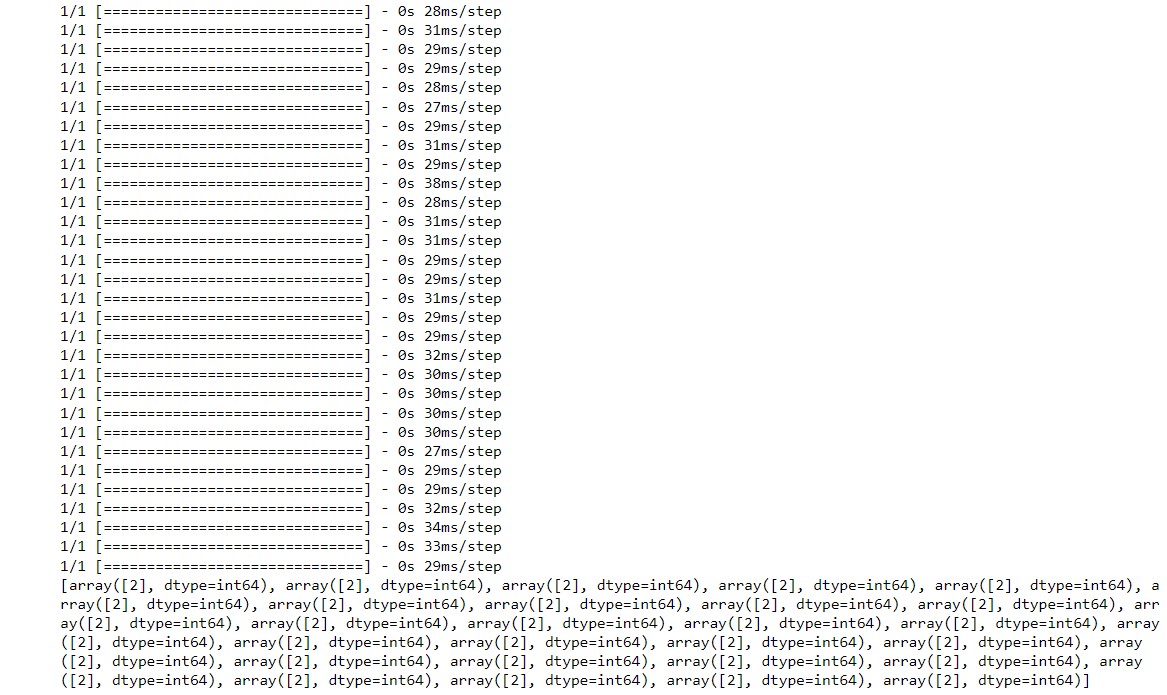 1/1 [==============================] - 0s 28ms/step
1/1 [==============================] - 0s 31ms/step
1/1 [==============================] - 0s 29ms/step
1/1 [==============================] - 0s 29ms/step
1/1 [==============================] - 0s 28ms/step
1/1 [==============================] - 0s 27ms/step
1/1 [==============================] - 0s 29ms/step
1/1 [==============================] - 0s 31ms/step
1/1 [==============================] - 0s 29ms/step
1/1 [==============================] - 0s 38ms/step
1/1 [==============================] - 0s 28ms/step
1/1 [==============================] - 0s 31ms/step
1/1 [==============================] - 0s 31ms/step
1/1 [==============================] - 0s 29ms/step
1/1 [==============================] - 0s 29ms/step
1/1 [==============================] - 0s 31ms/step
1/1 [==============================] - 0s 29ms/step
1/1 [==============================] - 0s 29ms/step
1/1 [==============================] - 0s 32ms/step
1/1 [==============================] - 0s 30ms/step
1/1 [==============================] - 0s 30ms/step
1/1 [==============================] - 0s 30ms/step
1/1 [==============================] - 0s 30ms/step
1/1 [==============================] - 0s 27ms/step
1/1 [==============================] - 0s 29ms/step
1/1 [==============================] - 0s 29ms/step
1/1 [==============================] - 0s 32ms/step
1/1 [==============================] - 0s 34ms/step
1/1 [==============================] - 0s 33ms/step
1/1 [==============================] - 0s 29ms/step
[array([2], dtype=int64), array([2], dtype=int64), array([2], dtype=int64), array([2], dtype=int64), array([2], dtype=int64), a
rray([2], dtype=int64), array([2], dtype=int64), array([2], dtype=int64), array([2], dtype=int64), array([2], dtype=int64), arr
ay([2], dtype=int64), array([2], dtype=int64), array([2], dtype=int64), array([2], dtype=int64), array([2], dtype=int64), array
([2], dtype=int64), array([2], dtype=int64), array([2], dtype=int64), array([2], dtype=int64), array([2], dtype=int64), array
([2], dtype=int64), array([2], dtype=int64), array([2], dtype=int64), array([2], dtype=int64), array([2], dtype=int64), array
([2], dtype=int64), array([2], dtype=int64), array([2], dtype=int64), array([2], dtype=int64), array([2], dtype=int64)]